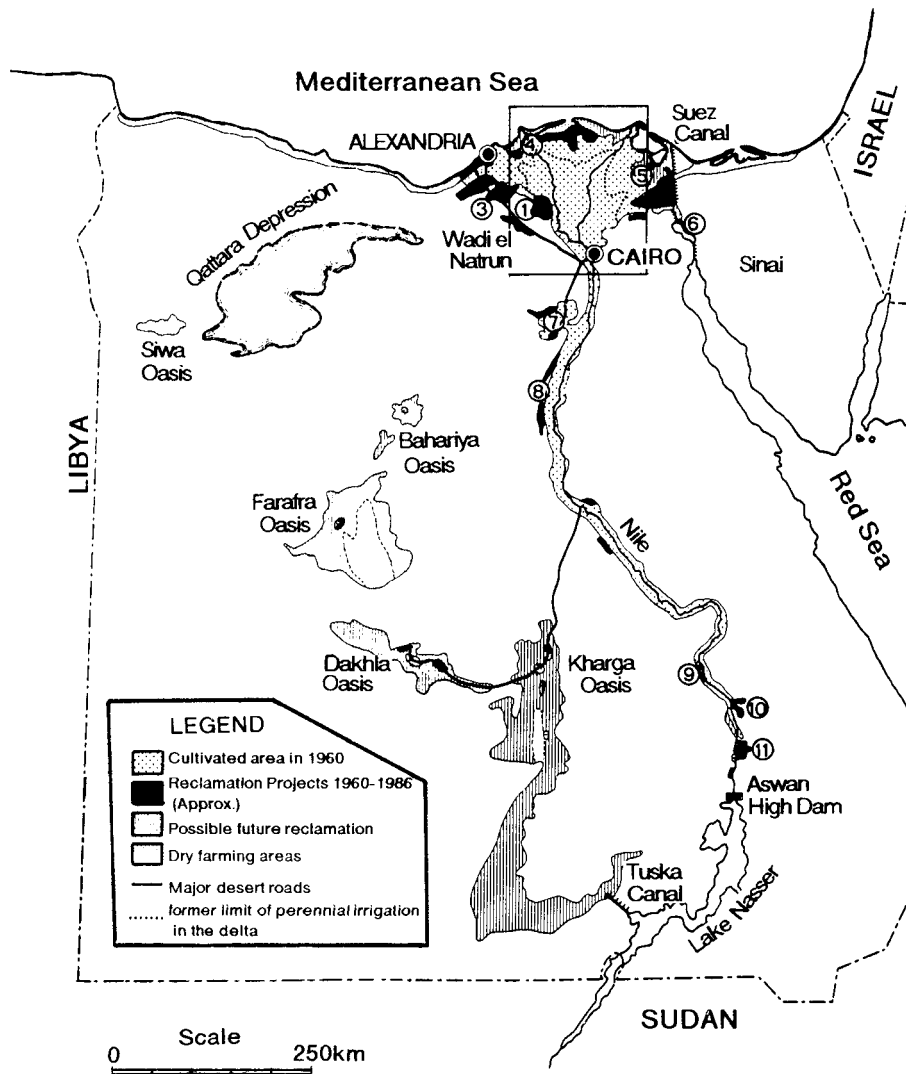 Mediterranean Sea
Suez
Canal
ISRAEL
ALEXANDRIA
④
⑤
③
①
⑥
Wadi el
Natrun
CAIRO
Sinai
Qattara Depression
⑦
Siwa
Oasis
⑧
Bahariya
Oasis
LIBYA
Farafra
Oasis
Nile
Red Sea
Dakhla
Oasis
Kharga
Oasis
⑨
⑩
⑪
Aswan
High Dam
Tuska
Canal
Lake Nasser
LEGEND
Cultivated area in 1960
Reclamation Projects 1960-1986
(Approx.)
Possible future reclamation
Dry farming areas
Major desert roads
former limit of perennial irrigation
in the delta
SUDAN
Scale
0 250km